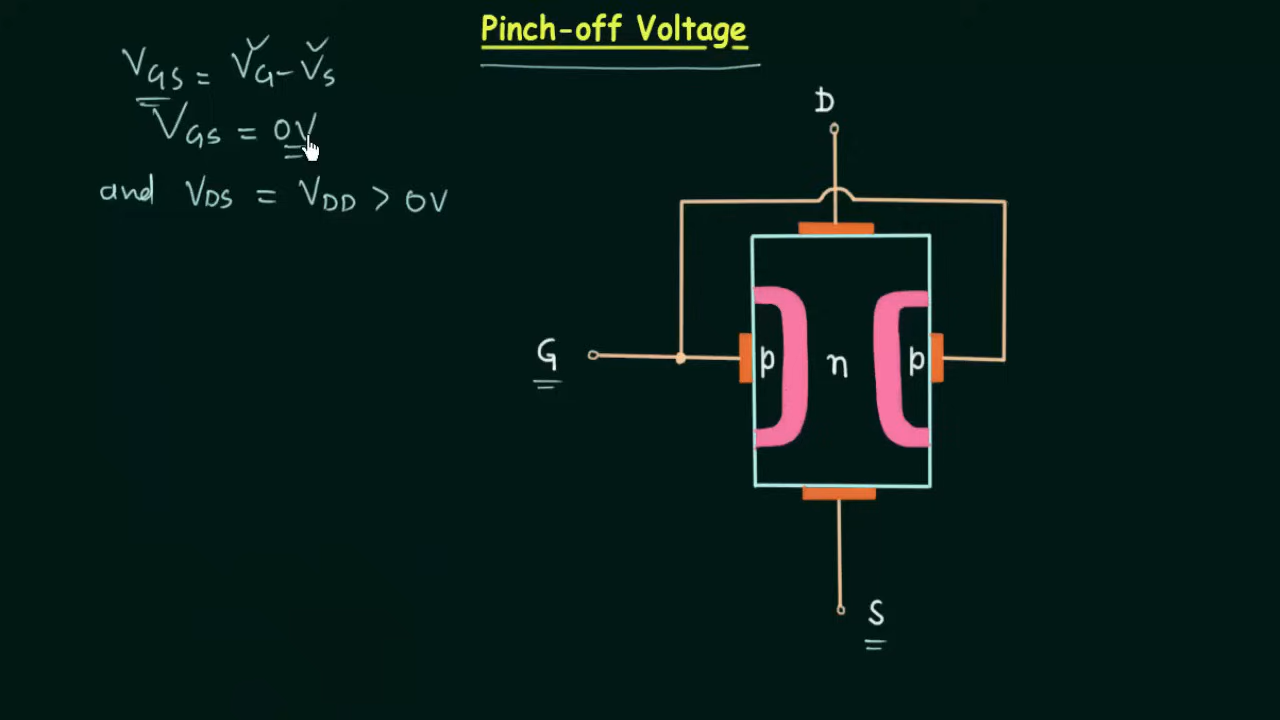 Pinch-off Voltage
VGS = VG - VS
VGS = 0V
and VDS = VDD > 0V
D
G
p n p
S